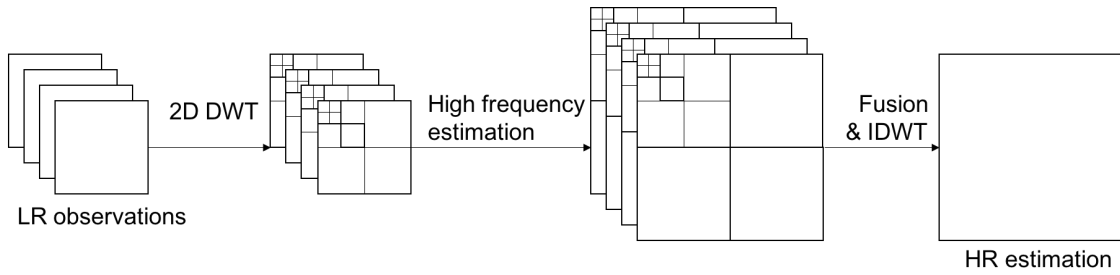 LR observations
2D DWT
High frequency
estimation
Fusion
& IDWT
HR estimation